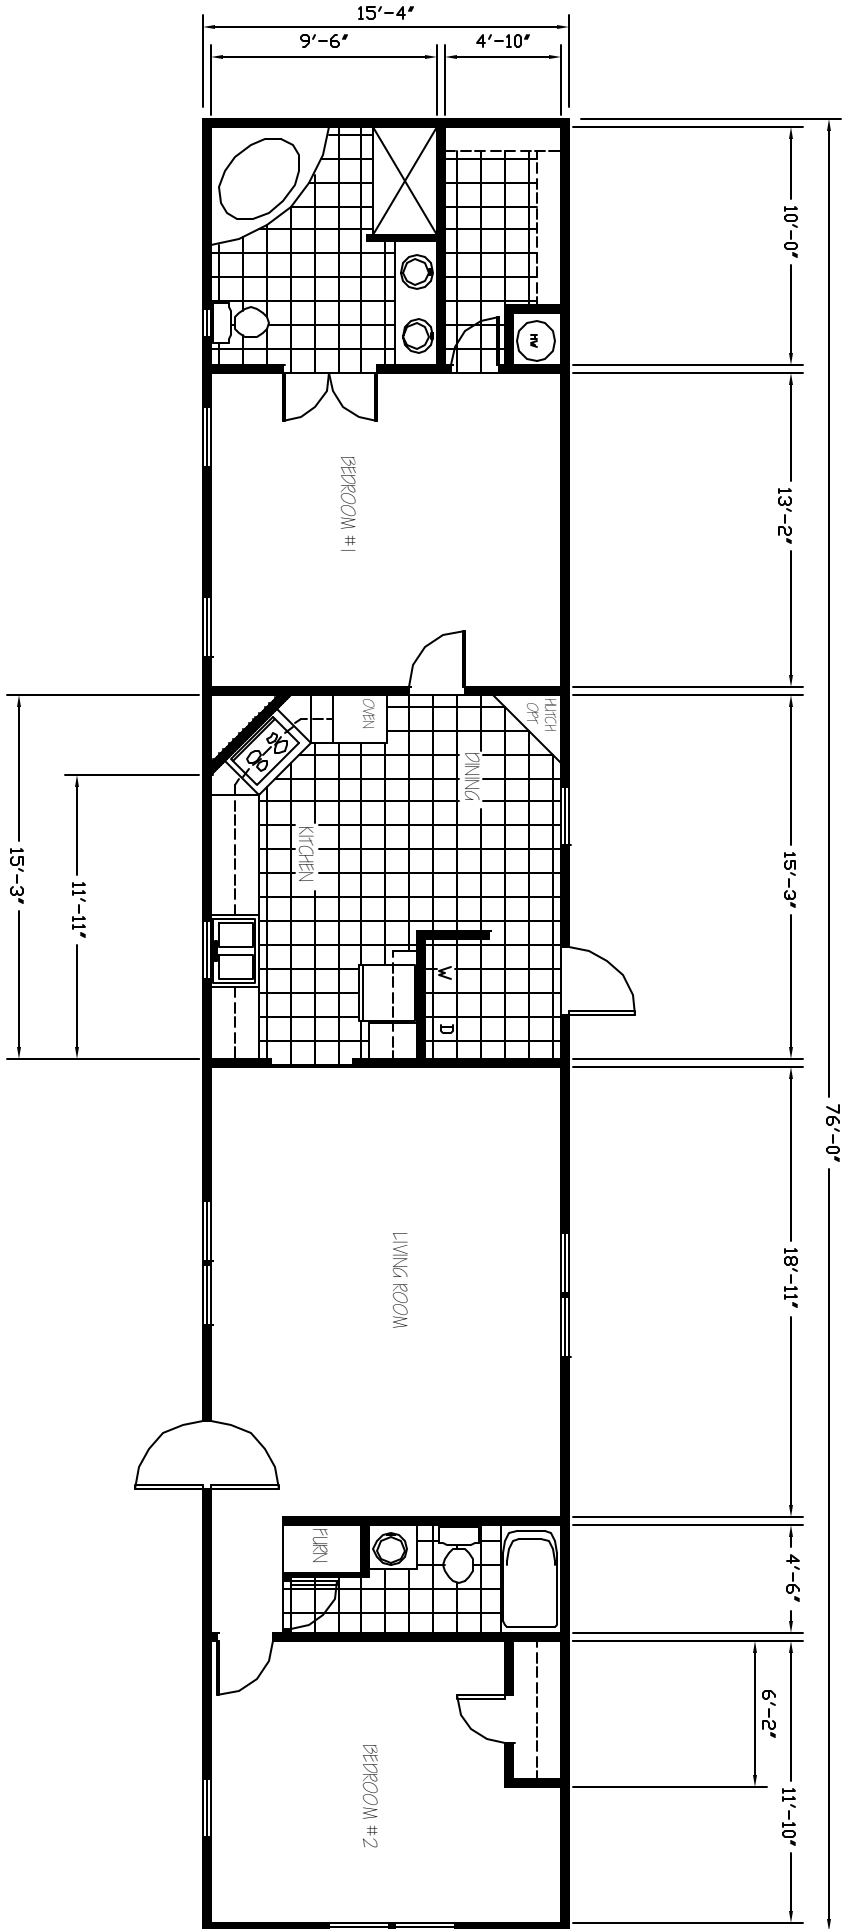 15'-4"
9'-6"
4'-10"
10'-0"
HW
BEDROOM #1
13'-2"
OVEN
HUTCH
OPT
DINING
KITCHEN
15'-3"
15'-3"
11'-11"
W
D
76'-0"
LIVING ROOM
18'-11"
FURN
4'-6"
6'-2"
BEDROOM #2
11'-10"